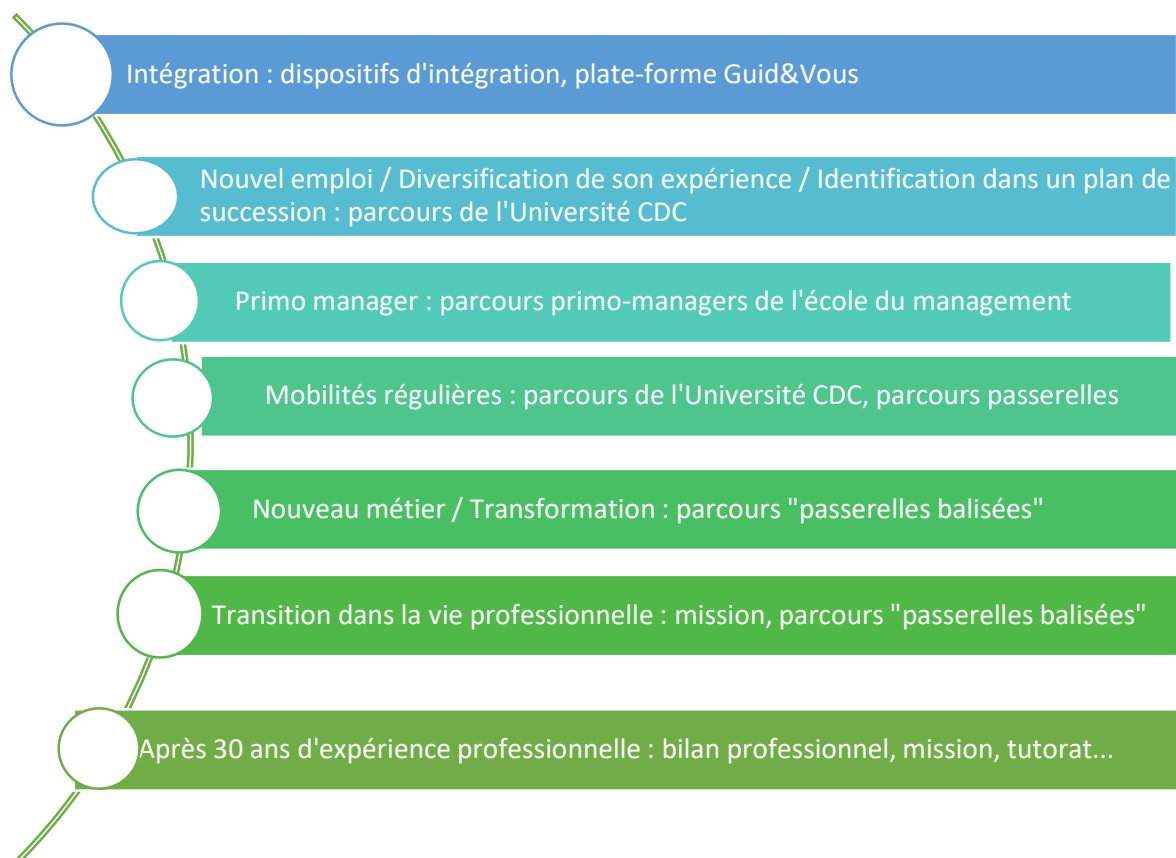 Intégration : dispositifs d'intégration, plate-forme Guid&Vous
Nouvel emploi / Diversification de son expérience / Identification dans un plan de
succession : parcours de l'Université CDC
Primo manager : parcours primo-managers de l'école du management
Mobilités régulières : parcours de l'Université CDC, parcours passerelles
Nouveau métier / Transformation : parcours "passerelles balisées"
Transition dans la vie professionnelle : mission, parcours "passerelles balisées"
Après 30 ans d'expérience professionnelle : bilan professionnel, mission, tutorat...